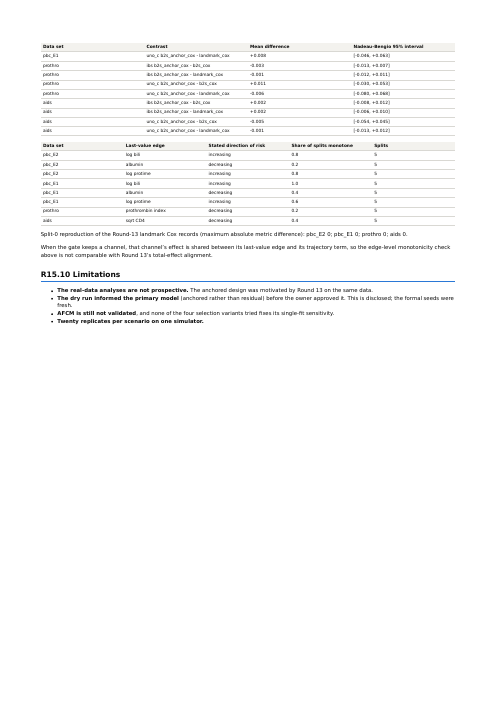 Data set Contrast Mean difference Nadeau-Bengio 95% interval
pbc_E1 uno_c b2s_anchor_cox - landmark_cox +0.008 [-0.046, +0.063]
prothro ibs b2s_anchor_cox - b2s_cox -0.003 [-0.013, +0.007]
prothro ibs b2s_anchor_cox - landmark_cox -0.001 [-0.012, +0.011]
prothro uno_c b2s_anchor_cox - b2s_cox +0.011 [-0.030, +0.053]
prothro uno_c b2s_anchor_cox - landmark_cox -0.006 [-0.080, +0.068]
aids ibs b2s_anchor_cox - b2s_cox +0.002 [-0.008, +0.012]
aids ibs b2s_anchor_cox - landmark_cox +0.002 [-0.006, +0.010]
aids uno_c b2s_anchor_cox - b2s_cox -0.005 [-0.054, +0.045]
aids uno_c b2s_anchor_cox - landmark_cox -0.001 [-0.013, +0.012]
Data set Last-value edge Stated direction of risk Share of splits monotone Splits
pbc_E2 log bili increasing 0.8 5
pbc_E2 albumin decreasing 0.2 5
pbc_E2 log protime increasing 0.8 5
pbc_E1 log bili increasing 1.0 5
pbc_E1 albumin decreasing 0.4 5
pbc_E1 log protime increasing 0.6 5
prothro prothrombin index decreasing 0.2 5
aids sqrt CD4 decreasing 0.4 5
Split-0 reproduction of the Round-13 landmark Cox records (maximum absolute metric difference): pbc_E2 0; pbc_E1 0; prothro 0; aids 0.
When the gate keeps a channel, that channel's effect is shared between its last-value edge and its trajectory term, so the edge-level monotonicity check
above is not comparable with Round 13's total-effect alignment.
R15.10 Limitations
• The real-data analyses are not prospective. The anchored design was motivated by Round 13 on the same data.
• The dry run informed the primary model (anchored rather than residual) before the owner approved it. This is disclosed; the formal seeds were
fresh.
• AFCM is still not validated, and none of the four selection variants tried fixes its single-fit sensitivity.
• Twenty replicates per scenario on one simulator.